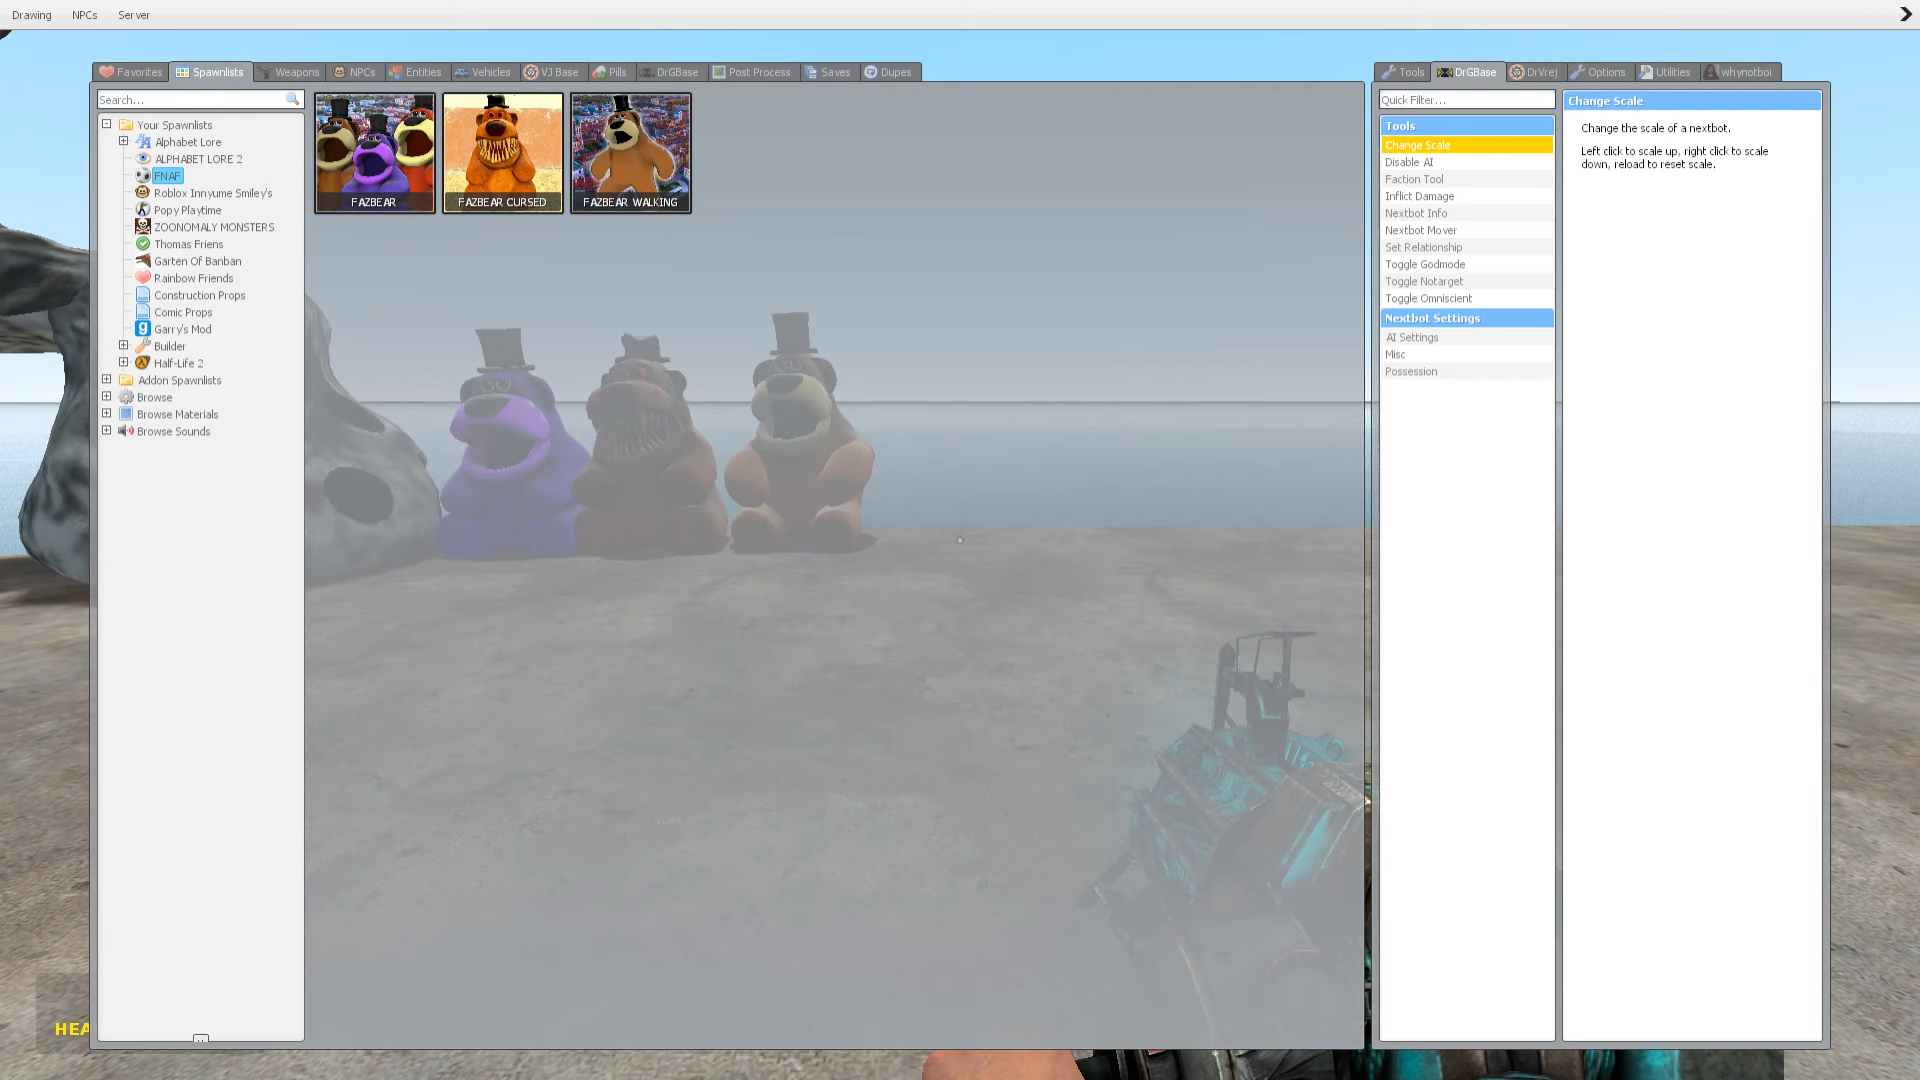 Drawing NPCs Server
Favorites Spawnlists Weapons NPCs Entities Vehicles VJ Base Pills DrGBase Post Process Saves Dupes
Tools DrGBase DrVrej Options Utilities whynotboi
Search...
Your Spawnlists
Alphabet Lore
ALPHABET LORE 2
FNAF
Roblox Innyume Smiley's
Popy Playtime
ZOONOMALY MONSTERS
Thomas Friens
Garten Of Banban
Rainbow Friends
Construction Props
Comic Props
Garry's Mod
Builder
Half-Life 2
Addon Spawnlists
Browse
Browse Materials
Browse Sounds
FAZBEAR
FAZBEAR CURSED
FAZBEAR WALKING
Quick Filter...
Tools
Change Scale
Disable AI
Faction Tool
Inflict Damage
Nextbot Info
Nextbot Mover
Set Relationship
Toggle Godmode
Toggle Notarget
Toggle Omniscient
Nextbot Settings
AI Settings
Misc
Possession
Change Scale
Change the scale of a nextbot.
Left click to scale up, right click to scale
down, reload to reset scale.
HEA